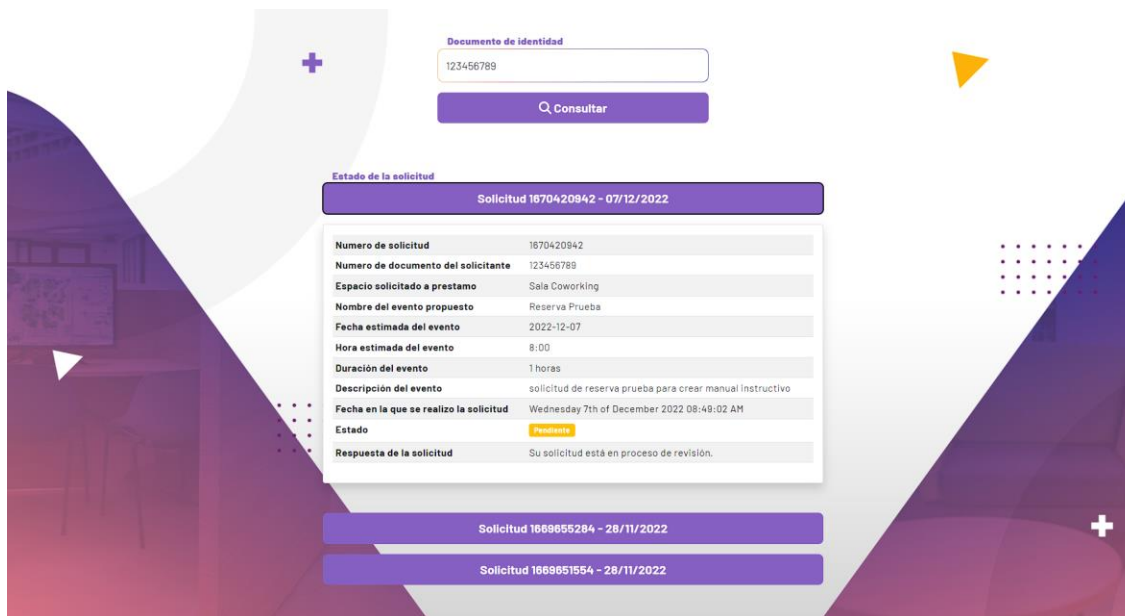 Documento de identidad
123456789
Consultar
Estado de la solicitud
Solicitud 1670420942 - 07/12/2022
Numero de solicitud 1670420942
Numero de documento del solicitante 123456789
Espacio solicitado a prestamo Sala Coworking
Nombre del evento propuesto Reserva Prueba
Fecha estimada del evento 2022-12-07
Hora estimada del evento 8:00
Duración del evento 1 horas
Descripción del evento solicitud de reserva prueba para crear manual instructivo
Fecha en la que se realizo la solicitud Wednesday 7th of December 2022 08:49:02 AM
Estado Pendiente
Respuesta de la solicitud Su solicitud está en proceso de revisión.
Solicitud 1669655284 - 28/11/2022
Solicitud 1669651554 - 28/11/2022